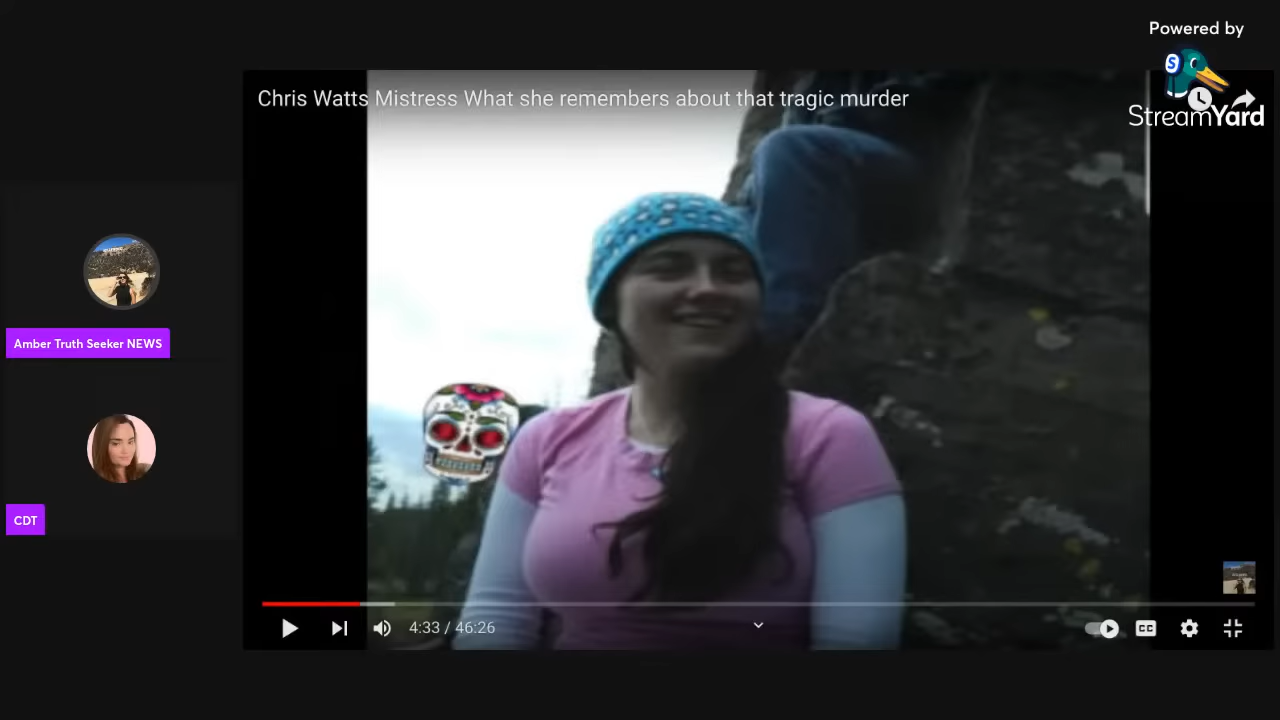 Powered by
StreamYard
Chris Watts Mistress What she remembers about that tragic murder
Amber Truth Seeker NEWS
CDT
4:33 / 46:26
CC